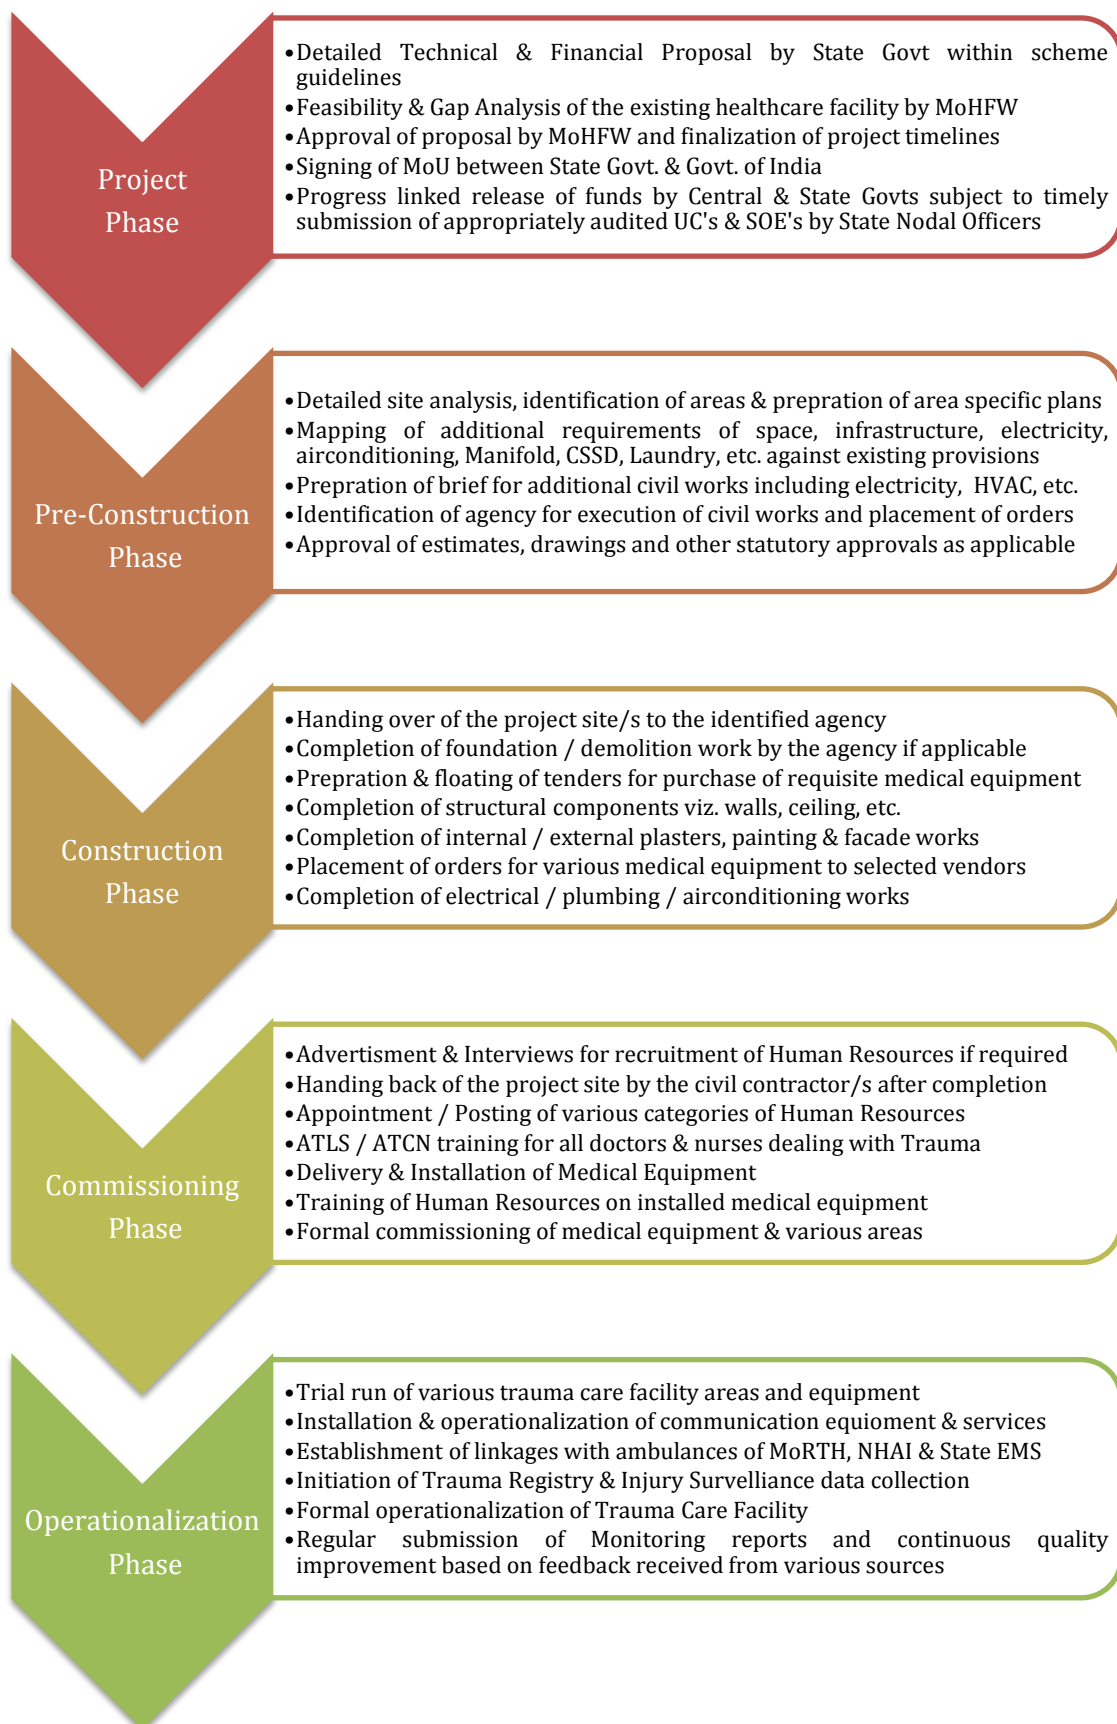 Project
Phase
•Detailed Technical & Financial Proposal by State Govt within scheme
guidelines
•Feasibility & Gap Analysis of the existing healthcare facility by MoHFW
•Approval of proposal by MoHFW and finalization of project timelines
•Signing of MoU between State Govt. & Govt. of India
•Progress linked release of funds by Central & State Govts subject to timely
submission of appropriately audited UC's & SOE's by State Nodal Officers
Pre-Construction
Phase
•Detailed site analysis, identification of areas & prepration of area specific plans
•Mapping of additional requirements of space, infrastructure, electricity,
airconditioning, Manifold, CSSD, Laundry, etc. against existing provisions
•Prepration of brief for additional civil works including electricity, HVAC, etc.
•Identification of agency for execution of civil works and placement of orders
•Approval of estimates, drawings and other statutory approvals as applicable
Construction
Phase
•Handing over of the project site/s to the identified agency
•Completion of foundation / demolition work by the agency if applicable
•Prepration & floating of tenders for purchase of requisite medical equipment
•Completion of structural components viz. walls, ceiling, etc.
•Completion of internal / external plasters, painting & facade works
•Placement of orders for various medical equipment to selected vendors
•Completion of electrical / plumbing / airconditioning works
Commissioning
Phase
•Advertisment & Interviews for recruitment of Human Resources if required
•Handing back of the project site by the civil contractor/s after completion
•Appointment / Posting of various categories of Human Resources
•ATLS / ATCN training for all doctors & nurses dealing with Trauma
•Delivery & Installation of Medical Equipment
•Training of Human Resources on installed medical equipment
•Formal commissioning of medical equipment & various areas
Operationalization
Phase
•Trial run of various trauma care facility areas and equipment
•Installation & operationalization of communication equioment & services
•Establishment of linkages with ambulances of MoRTH, NHAI & State EMS
•Initiation of Trauma Registry & Injury Survelliance data collection
•Formal operationalization of Trauma Care Facility
•Regular submission of Monitoring reports and continuous quality
improvement based on feedback received from various sources